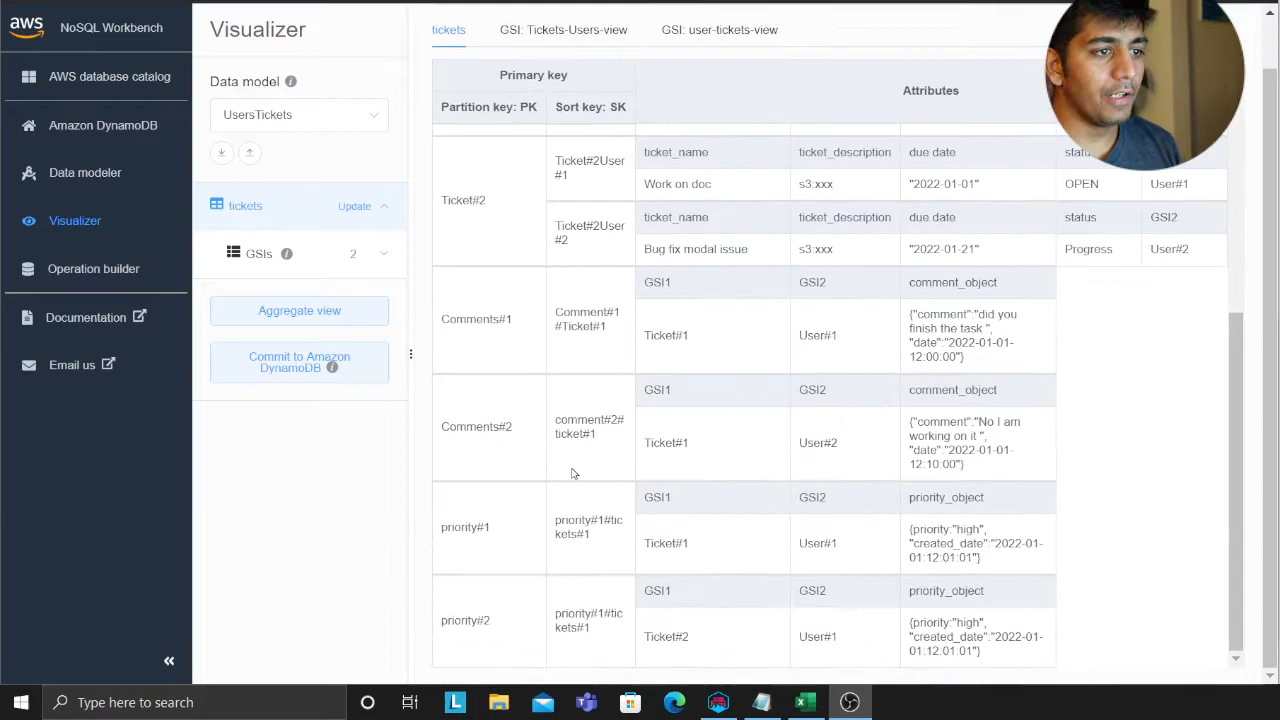 aws
NoSQL Workbench
AWS database catalog
Amazon DynamoDB
Data modeler
Visualizer
Operation builder
Documentation
Email us
«
Visualizer
Data model
UsersTickets
tickets
Update
GSIs
2
Aggregate view
Commit to Amazon
DynamoDB
tickets GSI: Tickets-Users-view GSI: user-tickets-view
Primary key
Partition key: PK Sort key: SK Attributes
Ticket#2
Ticket#2User
#1
ticket_name ticket_description due date
Work on doc s3:xxx "2022-01-01" OPEN User#1
Ticket#2User
#2
ticket_name ticket_description due date status GSI2
Bug fix modal issue s3:xxx "2022-01-21" Progress User#2
Comments#1
Comment#1
#Ticket#1
GSI1 GSI2 comment_object
Ticket#1 User#1
{"comment":"did you
finish the task ",
"date":"2022-01-01-
12:00:00"}
Comments#2
comment#2#
ticket#1
GSI1 GSI2 comment_object
Ticket#1 User#2
{"comment":"No I am
working on it ",
"date":"2022-01-01-
12:10:00"}
priority#1
priority#1#tic
kets#1
GSI1 GSI2 priority_object
Ticket#1 User#1
{priority:"high",
"created_date":"2022-01-
01:12:01:01"}
priority#2
priority#1#tic
kets#1
GSI1 GSI2 priority_object
Ticket#2 User#1
{priority:"high",
"created_date":"2022-01-
01:12:01:01"}
Type here to search